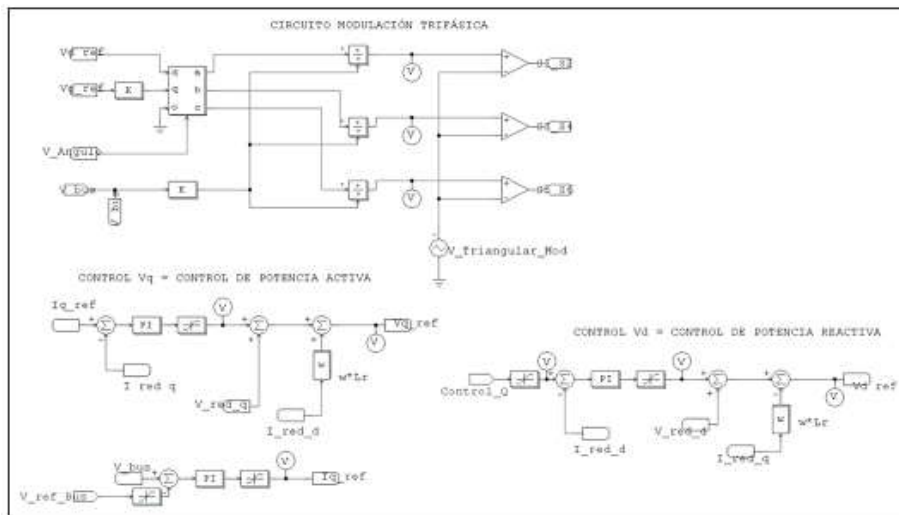 CIRCUITO MODULACIÓN TRIFÁSICA
Vd_ref
Vq_ref
K
d a
q b
o c
V_Angulo
V_bus
K
V
V
V
V_Triangular_Mod
CONTROL Vq = CONTROL DE POTENCIA ACTIVA
Iq_ref
PI
V
V
Vq_ref
I_red_q
V_red_q
w*Lr
I_red_d
CONTROL Vd = CONTROL DE POTENCIA REACTIVA
Control_Q
V
PI
V
V
Vd_ref
I_red_d
V_red_d
K
w*Lr
I_red_q
V_bus
V_ref_bus
PI
V
Iq_ref